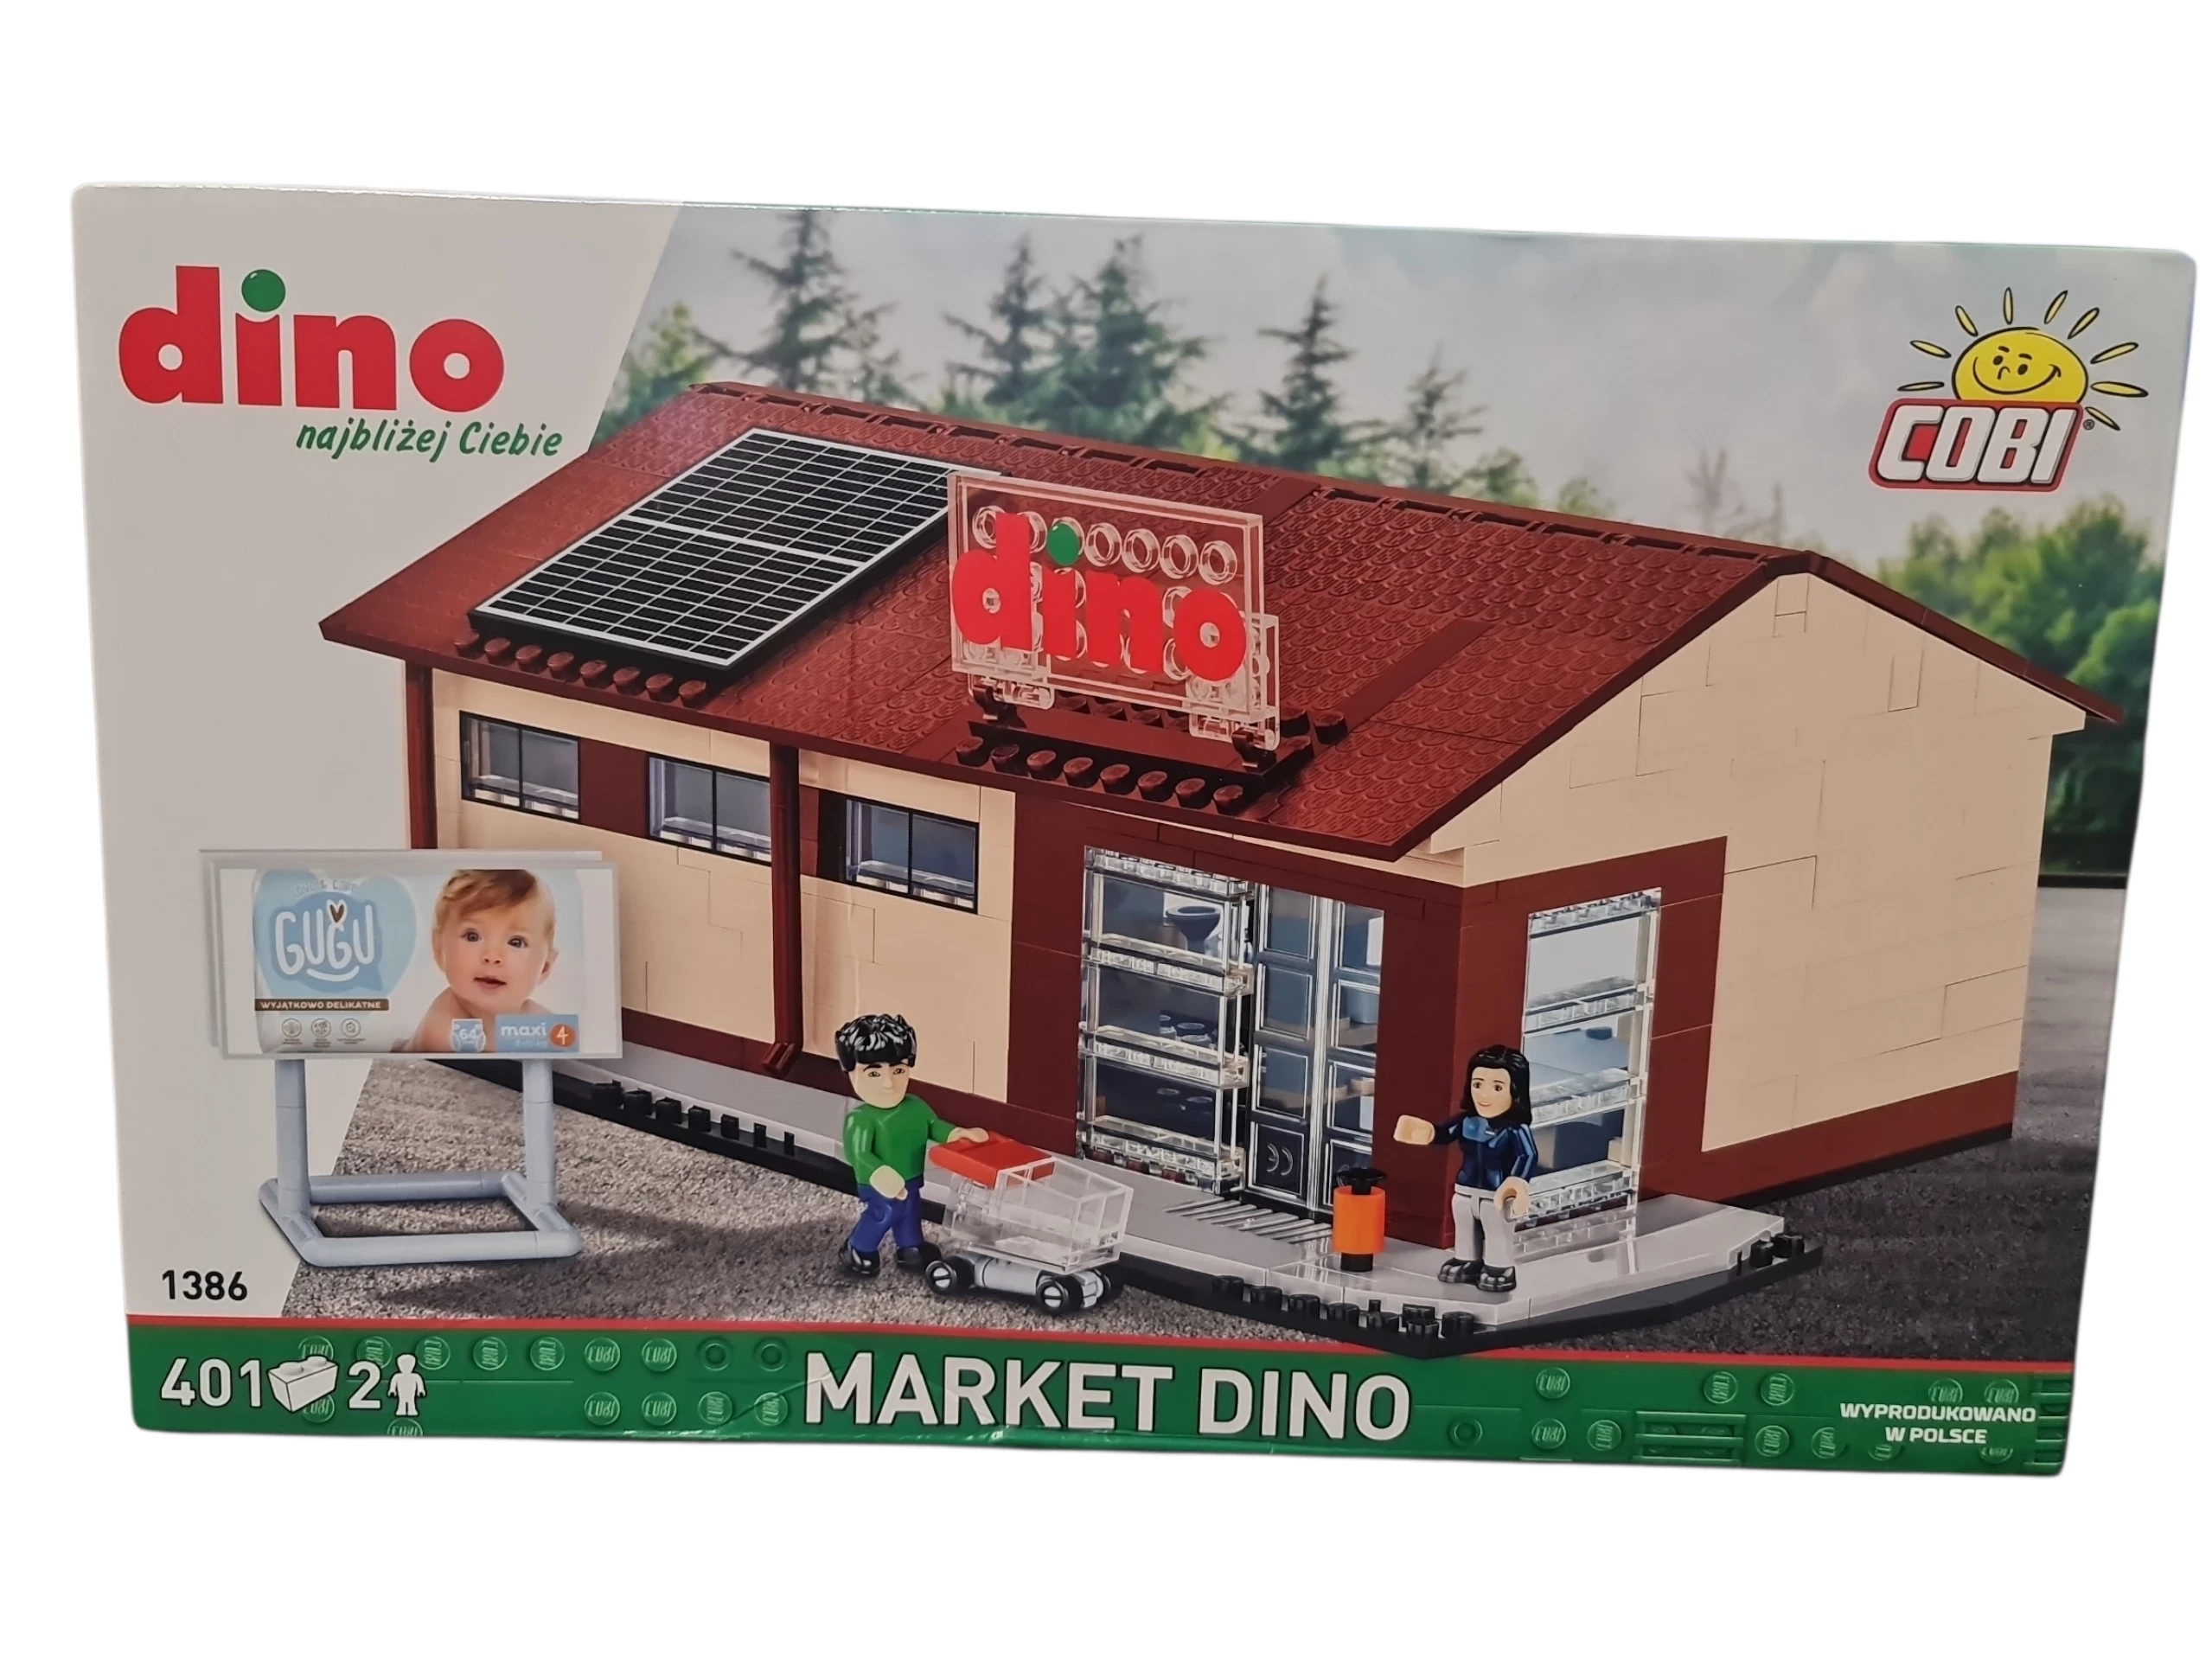 dino
najbliżej Ciebie
COBI®
dino
GUGU
WYJĄTKOWO DELIKATNE
64
maxi 4
1386
401 2
MARKET DINO
WYPRODUKOWANO
W POLSCE